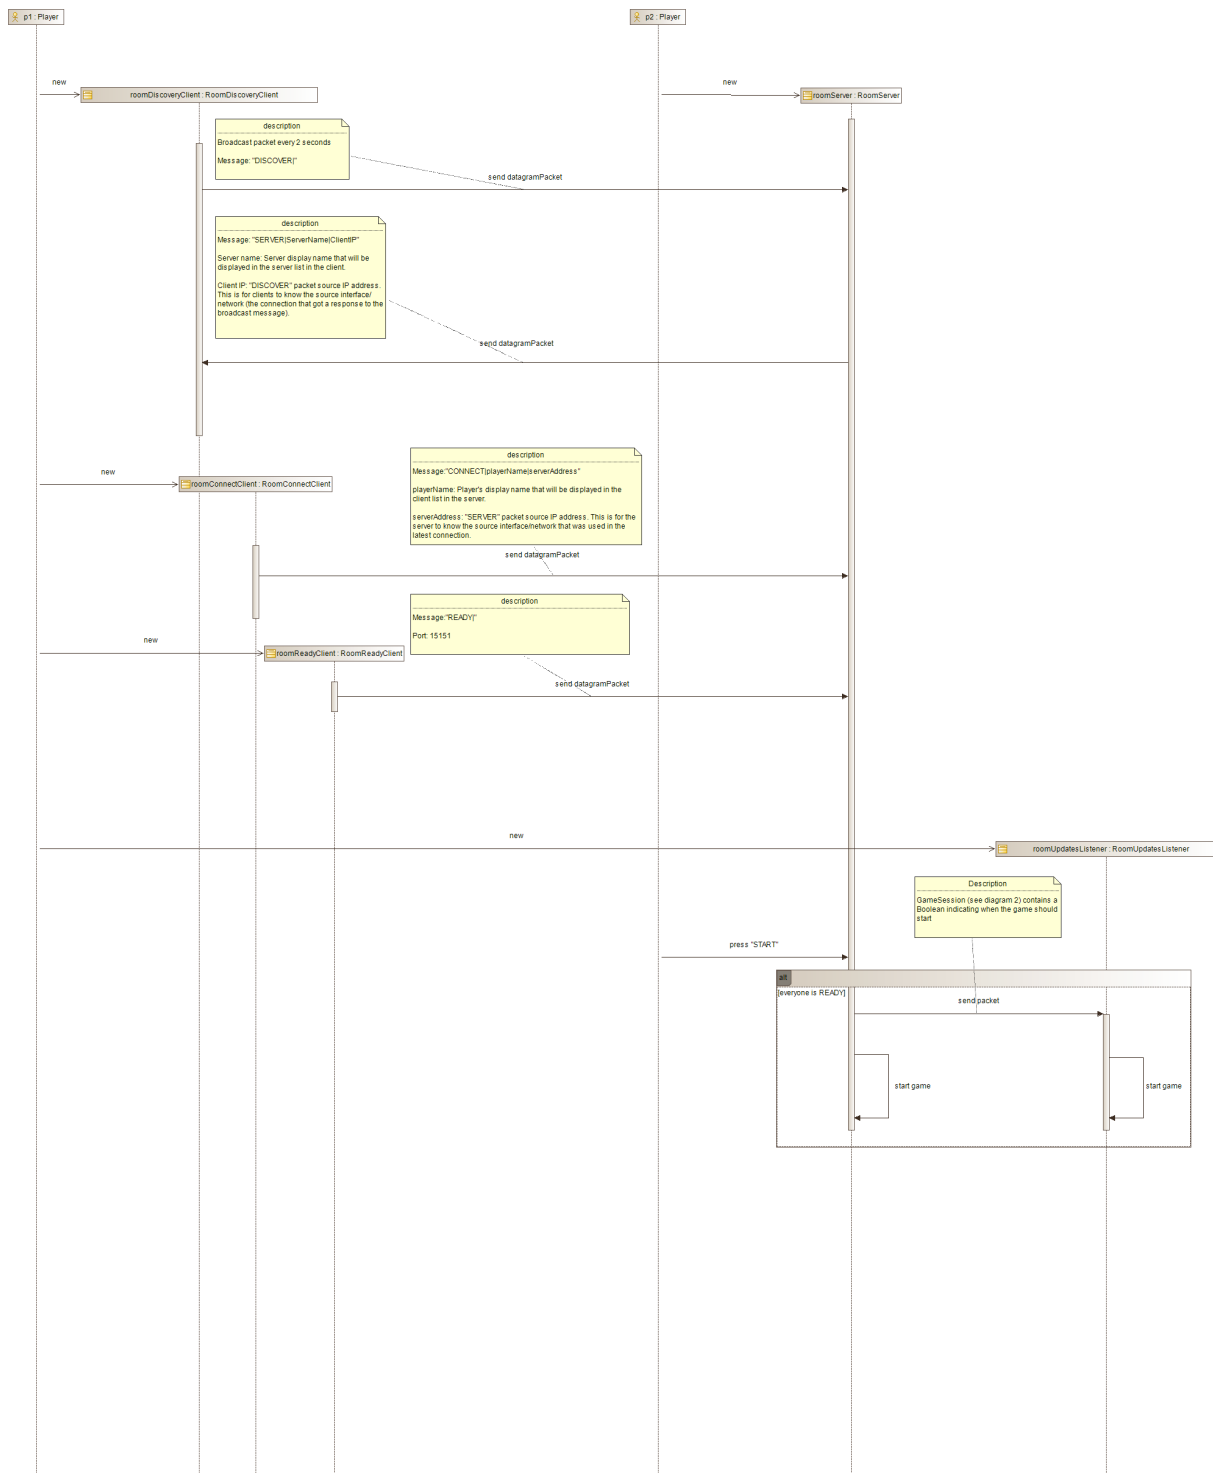 p1 : Player
p2 : Player
new
roomDiscoveryClient : RoomDiscoveryClient
new
roomServer : RoomServer
description
Broadcast packet every 2 seconds
Message: "DISCOVER|"
send datagramPacket
description
Message: "SERVER|ServerName|ClientIP"
Server name: Server display name that will be
displayed in the server list in the client.
Client IP: "DISCOVER" packet source IP address.
This is for clients to know the source interface/
network (the connection that got a response to the
broadcast message).
send datagramPacket
new
roomConnectClient : RoomConnectClient
description
Message:"CONNECT|playerName|serverAddress"
playerName: Player's display name that will be displayed in the
client list in the server.
serverAddress: "SERVER" packet source IP address. This is for the
server to know the source interface/network that was used in the
latest connection.
send datagramPacket
description
Message:"READY|"
Port: 15151
new
roomReadyClient : RoomReadyClient
send datagramPacket
new
roomUpdatesListener : RoomUpdatesListener
Description
GameSession (see diagram 2) contains a
Boolean indicating when the game should
start
press "START"
alt
[everyone is READY]
send packet
start game
start game